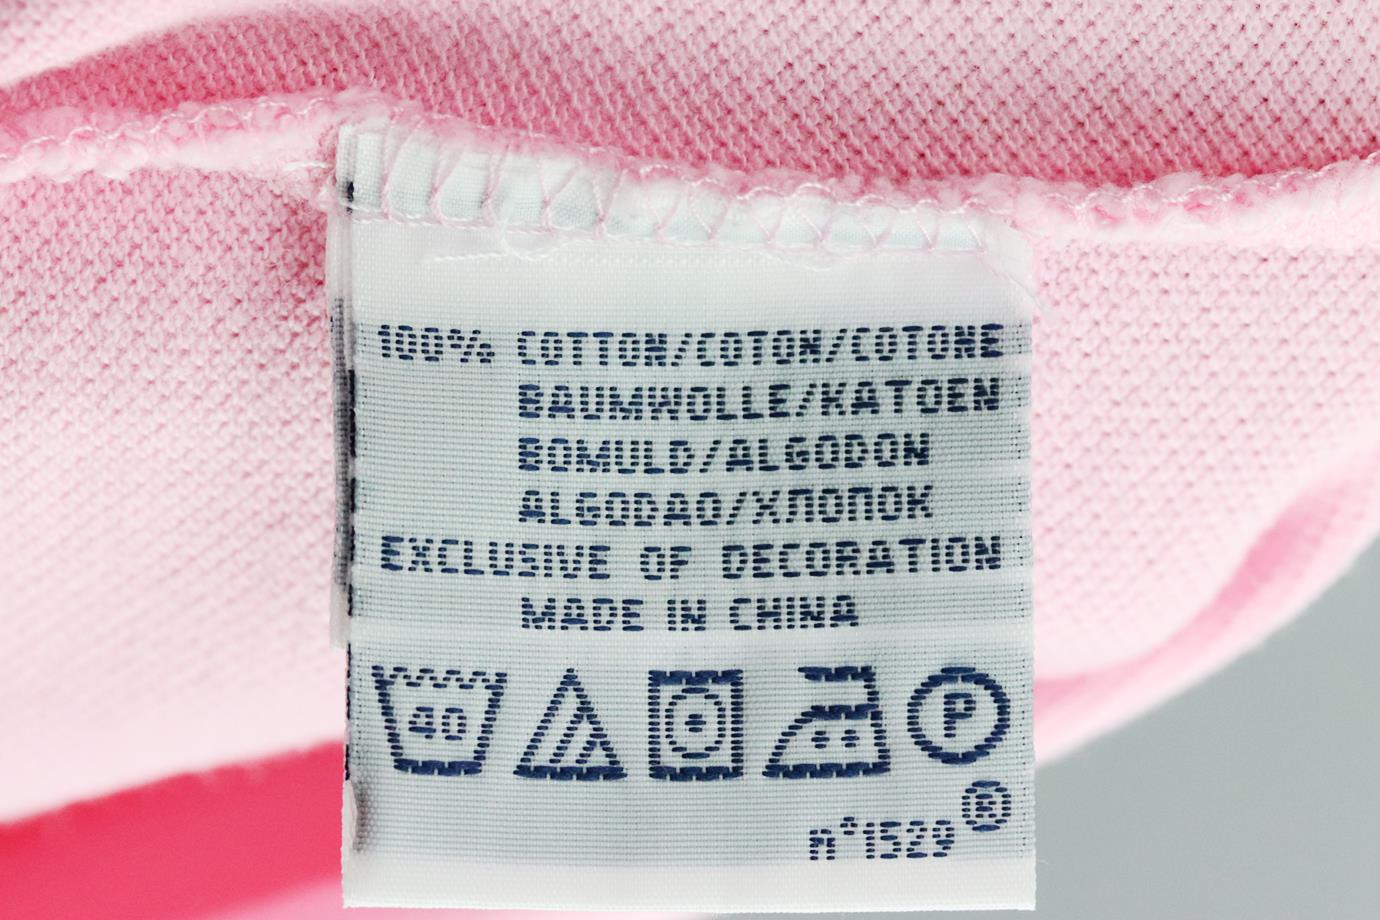 100% COTTON/COTON/COTONE
BAUMWOLLE/KATOEN
BOMULD/ALGODON
ALGODAO/ХЛОПОК
EXCLUSIVE OF DECORATION
MADE IN CHINA
40
P
n°1529®